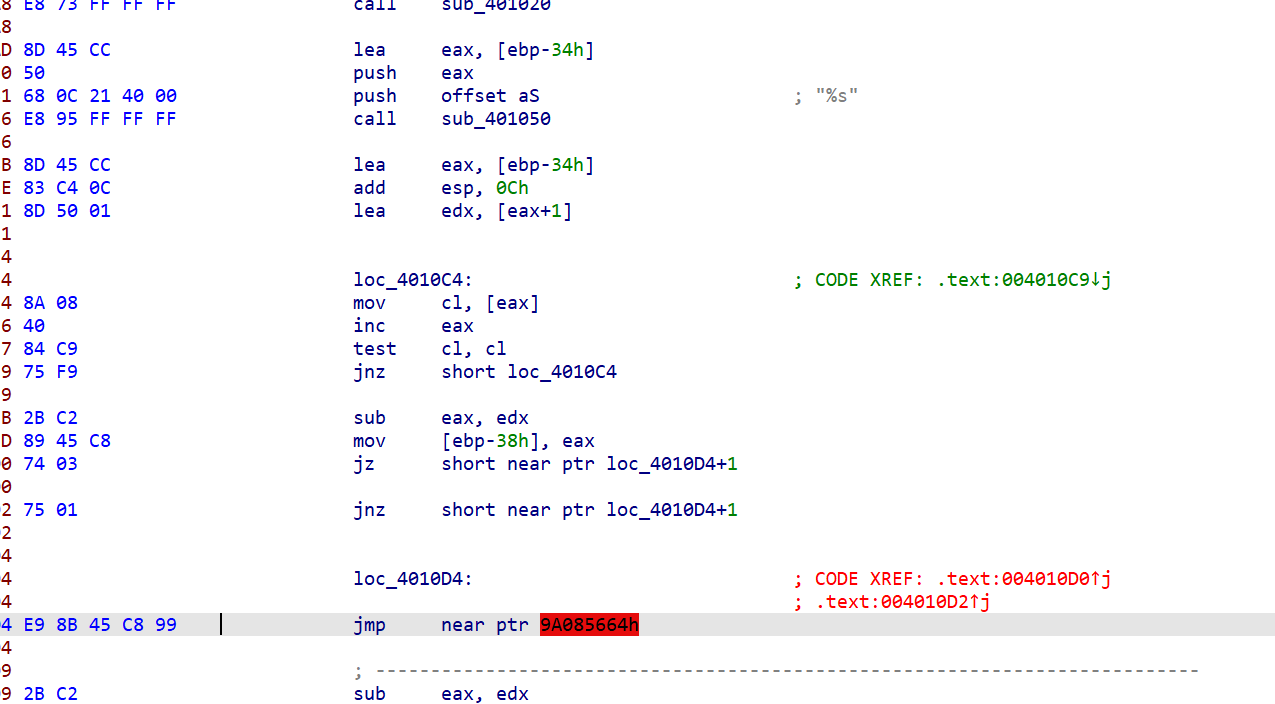 8 E8 73 FF FF FF call sub_401020
8
D 8D 45 CC lea eax, [ebp-34h]
0 50 push eax
1 68 0C 21 40 00 push offset aS ; "%s"
6 E8 95 FF FF FF call sub_401050
6
B 8D 45 CC lea eax, [ebp-34h]
E 83 C4 0C add esp, 0Ch
1 8D 50 01 lea edx, [eax+1]
1
4
4 loc_4010C4: ; CODE XREF: .text:004010C9↓j
4 8A 08 mov cl, [eax]
6 40 inc eax
7 84 C9 test cl, cl
9 75 F9 jnz short loc_4010C4
9
B 2B C2 sub eax, edx
D 89 45 C8 mov [ebp-38h], eax
0 74 03 jz short near ptr loc_4010D4+1
0
2 75 01 jnz short near ptr loc_4010D4+1
2
4
4 loc_4010D4: ; CODE XREF: .text:004010D0↑j
4 ; .text:004010D2↑j
4 E9 8B 45 C8 99 jmp near ptr 9A085664h
4
9 ; ---------------------------------------------------------------------------
9 2B C2 sub eax, edx